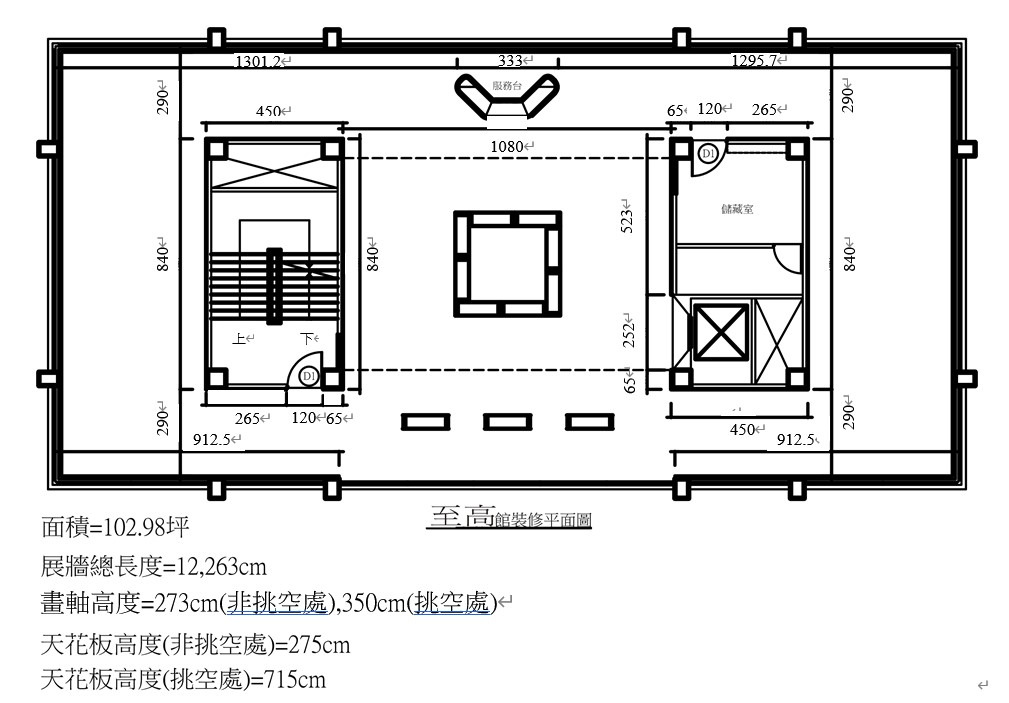 1301.2↵ 333↵ 1295.7↵
服務台
290↵ 290↵
450↵ 65↵ 120↵ 265↵
1080↵ D1
儲藏室
523↵
840↵ 840↵ 840↵
252↵
上↵ 下↵
D1 65↵
265↵ 120↵ 65↵
290↵ 290↵
912.5↵ 450↵ 912.5↵
至高館裝修平面圖
面積=102.98坪
展牆總長度=12,263cm
畫軸高度=273cm(非挑空處),350cm(挑空處)↵
天花板高度(非挑空處)=275cm
天花板高度(挑空處)=715cm
↵